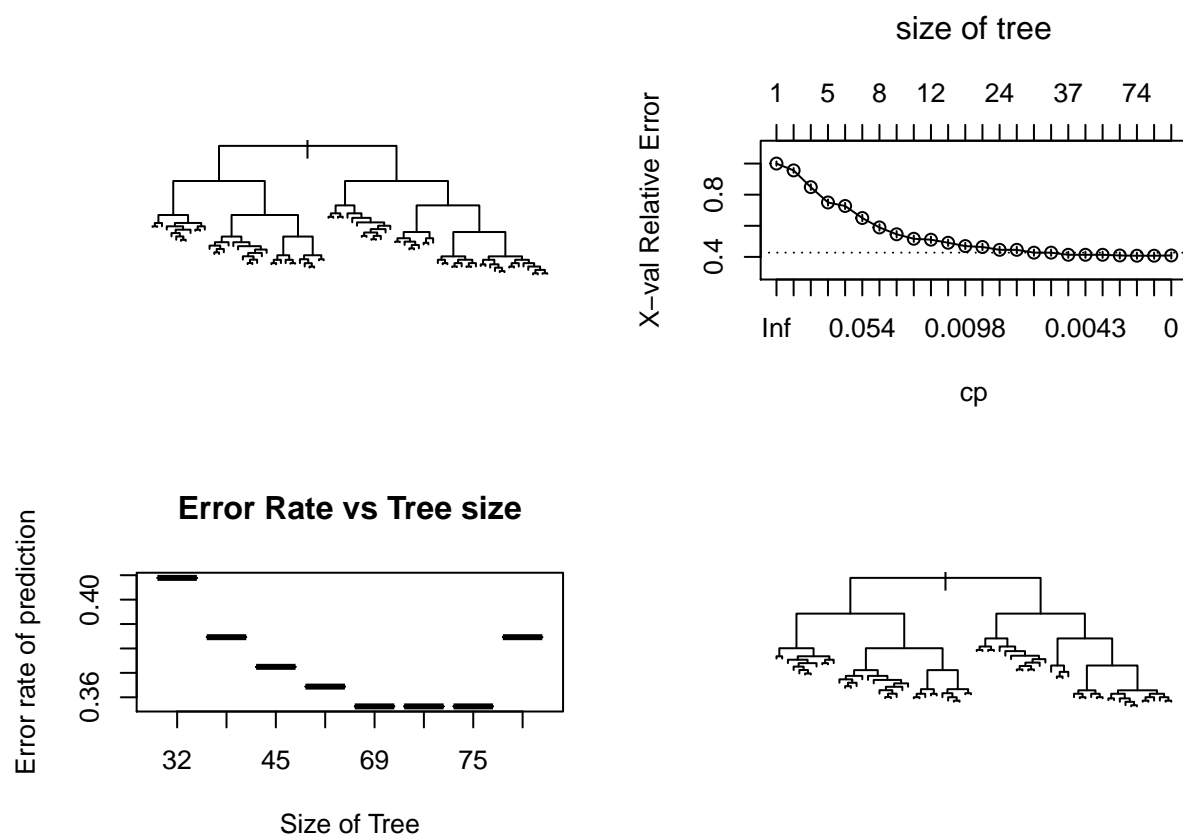 size of tree
1 5 8 12 24 37 74
X−val Relative Error
0.8
0.4
Inf 0.054 0.0098 0.0043 0
cp
Error Rate vs Tree size
Error rate of prediction
0.40
0.36
32 45 69 75
Size of Tree